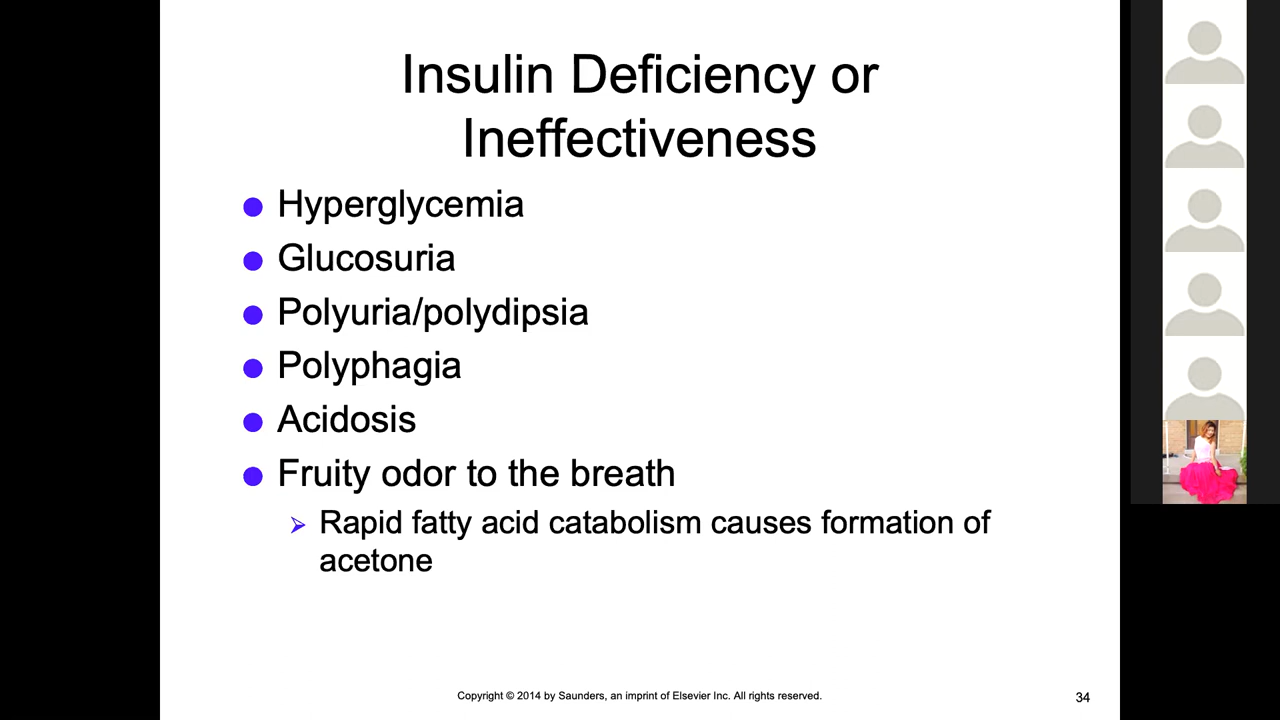 Insulin Deficiency or
Ineffectiveness
Hyperglycemia
Glucosuria
Polyuria/polydipsia
Polyphagia
Acidosis
Fruity odor to the breath
Rapid fatty acid catabolism causes formation of
acetone
Copyright © 2014 by Saunders, an imprint of Elsevier Inc. All rights reserved.
34